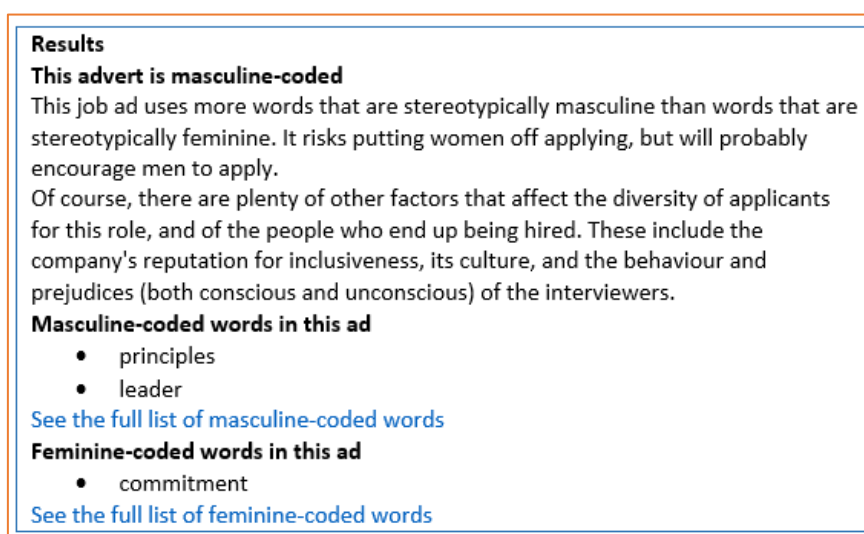 Results
This advert is masculine-coded
This job ad uses more words that are stereotypically masculine than words that are
stereotypically feminine. It risks putting women off applying, but will probably
encourage men to apply.
Of course, there are plenty of other factors that affect the diversity of applicants
for this role, and of the people who end up being hired. These include the
company's reputation for inclusiveness, its culture, and the behaviour and
prejudices (both conscious and unconscious) of the interviewers.
Masculine-coded words in this ad
• principles
• leader
See the full list of masculine-coded words
Feminine-coded words in this ad
• commitment
See the full list of feminine-coded words